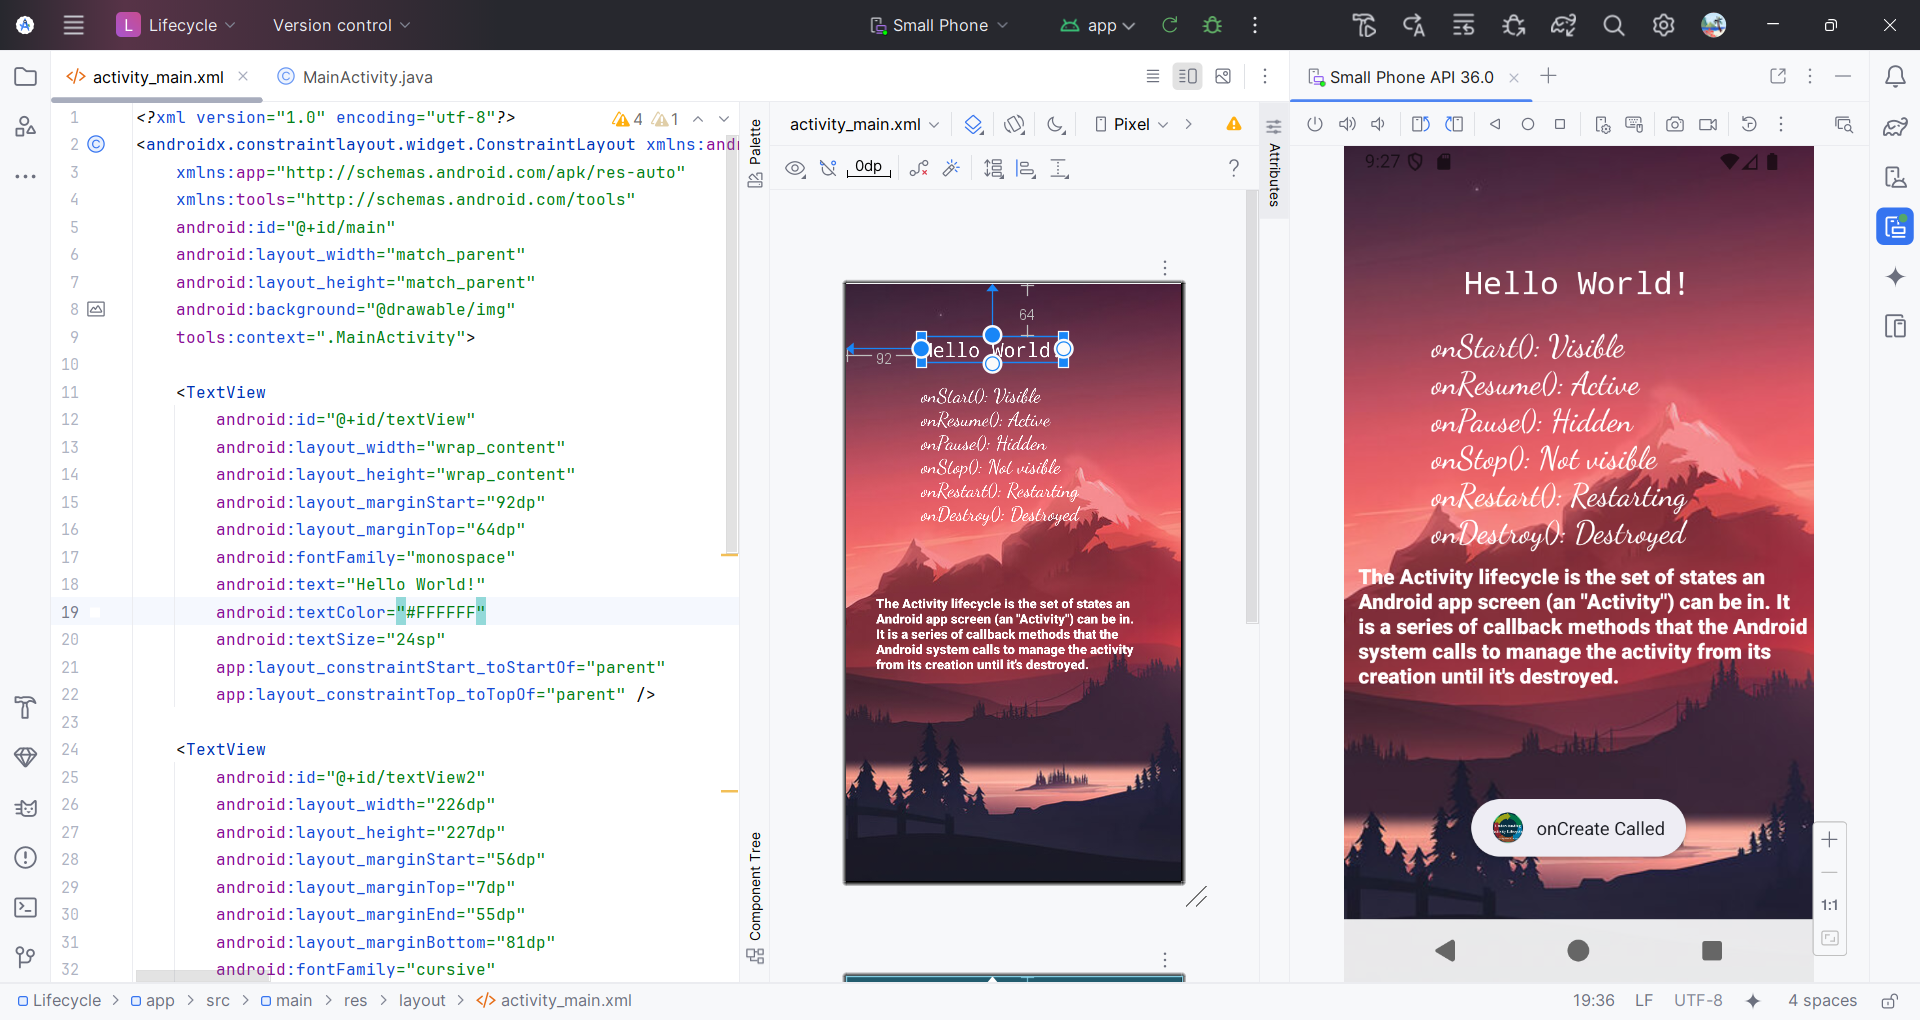 L Lifecycle
Version control
Small Phone
app
activity_main.xml
MainActivity.java
Small Phone API 36.0
4 1
1 <?xml version="1.0" encoding="utf-8"?>
2 <androidx.constraintlayout.widget.ConstraintLayout xmlns:and
3 xmlns:app="http://schemas.android.com/apk/res-auto"
4 xmlns:tools="http://schemas.android.com/tools"
5 android:id="@+id/main"
6 android:layout_width="match_parent"
7 android:layout_height="match_parent"
8 android:background="@drawable/img"
9 tools:context=".MainActivity">
10
11 <TextView
12 android:id="@+id/textView"
13 android:layout_width="wrap_content"
14 android:layout_height="wrap_content"
15 android:layout_marginStart="92dp"
16 android:layout_marginTop="64dp"
17 android:fontFamily="monospace"
18 android:text="Hello World!"
19 android:textColor="#FFFFFF"
20 android:textSize="24sp"
21 app:layout_constraintStart_toStartOf="parent"
22 app:layout_constraintTop_toTopOf="parent" />
23
24 <TextView
25 android:id="@+id/textView2"
26 android:layout_width="226dp"
27 android:layout_height="227dp"
28 android:layout_marginStart="56dp"
29 android:layout_marginTop="7dp"
30 android:layout_marginEnd="55dp"
31 android:layout_marginBottom="81dp"
32 android:fontFamily="cursive"
Palette
Component Tree
activity_main.xml
Pixel
0dp
?
Attributes
64
92
Hello World!
onStart(): Visible
onResume(): Active
onPause(): Hidden
onStop(): Not visible
onRestart(): Restarting
onDestroy(): Destroyed
The Activity lifecycle is the set of states an
Android app screen (an "Activity") can be in.
It is a series of callback methods that the
Android system calls to manage the activity
from its creation until it's destroyed.
9:27
Hello World!
onStart(): Visible
onResume(): Active
onPause(): Hidden
onStop(): Not visible
onRestart(): Restarting
onDestroy(): Destroyed
The Activity lifecycle is the set of states an
Android app screen (an "Activity") can be in. It
is a series of callback methods that the Android
system calls to manage the activity from its
creation until it's destroyed.
onCreate Called
1:1
Lifecycle > app > src > main > res > layout > activity_main.xml
19:36 LF UTF-8 4 spaces